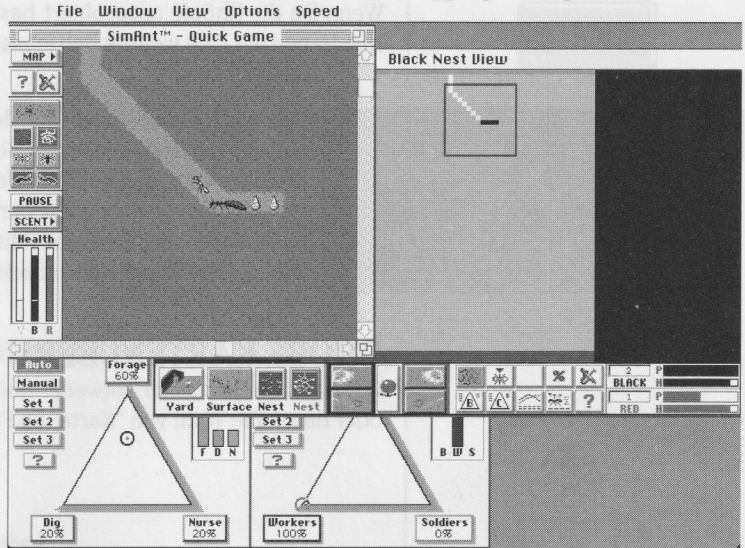 File Window View Options Speed
SimAnt™ - Quick Game
MAP
?
PAUSE
SCENT
Health
Y B R
Black Nest View
Auto
Manual
Set 1
Set 2
Set 3
?
Forage
60%
Dig
20%
Nurse
20%
F D N
Yard Surface Nest Nest
Set 2
Set 3
?
Workers
100%
Soldiers
0%
B W S
%
B C ?
2
BLACK
P
H
1
RED
P
H